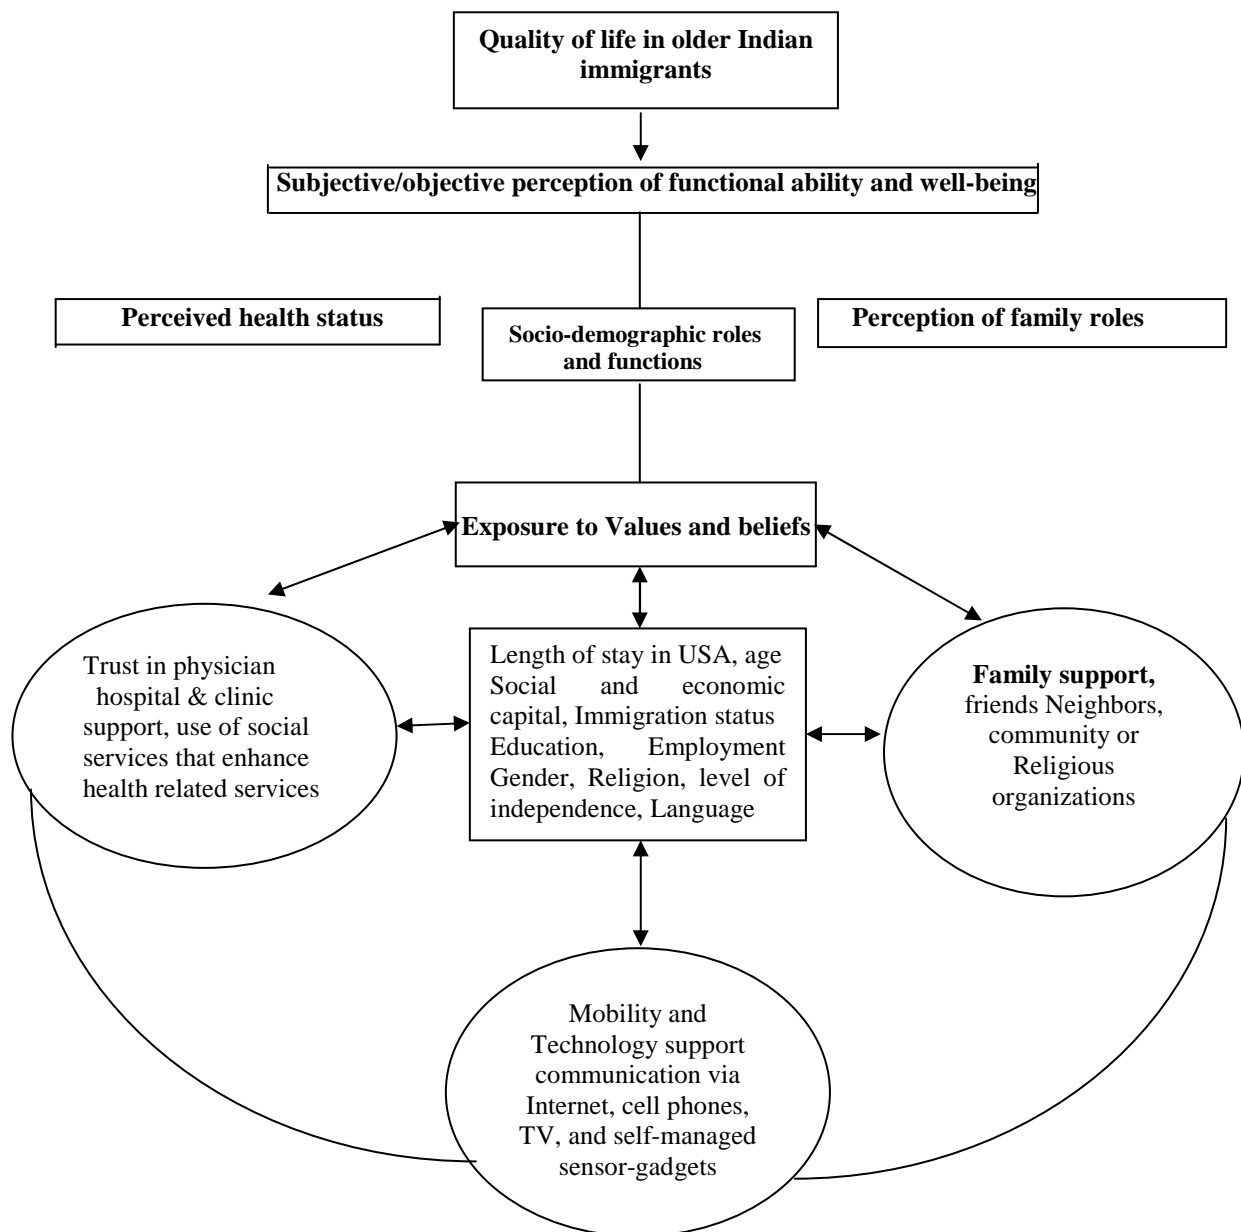 Quality of life in older Indian
immigrants
Subjective/objective perception of functional ability and well-being
Perceived health status
Socio-demographic roles
and functions
Perception of family roles
Exposure to Values and beliefs
Trust in physician
hospital & clinic
support, use of social
services that enhance
health related services
Length of stay in USA, age
Social and economic
capital, Immigration status
Education, Employment
Gender, Religion, level of
independence, Language
Family support,
friends Neighbors,
community or
Religious
organizations
Mobility and
Technology support
communication via
Internet, cell phones,
TV, and self-managed
sensor-gadgets